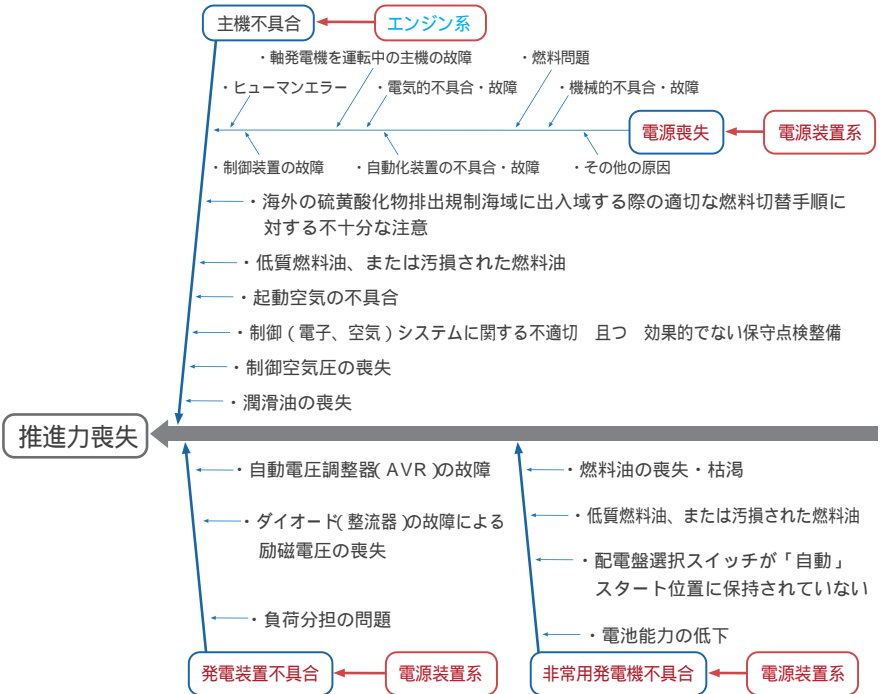 主機不具合
エンジン系
・軸発電機を運転中の主機の故障
・燃料問題
・ヒューマンエラー
・電気的不具合・故障
・機械的不具合・故障
電源喪失
電源装置系
・制御装置の故障
・自動化装置の不具合・故障
・その他の原因
・海外の硫黄酸化物排出規制海域に出入域する際の適切な燃料切替手順に
対する不十分な注意
・低質燃料油、または汚損された燃料油
・起動空気の不具合
・制御（電子、空気）システムに関する不適切　且つ　効果的でない保守点検整備
・制御空気圧の喪失
・潤滑油の喪失
推進力喪失
・自動電圧調整器(AVR)の故障
・ダイオード(整流器)の故障による
励磁電圧の喪失
・負荷分担の問題
発電装置不具合
電源装置系
・燃料油の喪失・枯渇
・低質燃料油、または汚損された燃料油
・配電盤選択スイッチが「自動」
スタート位置に保持されていない
・電池能力の低下
非常用発電機不具合
電源装置系